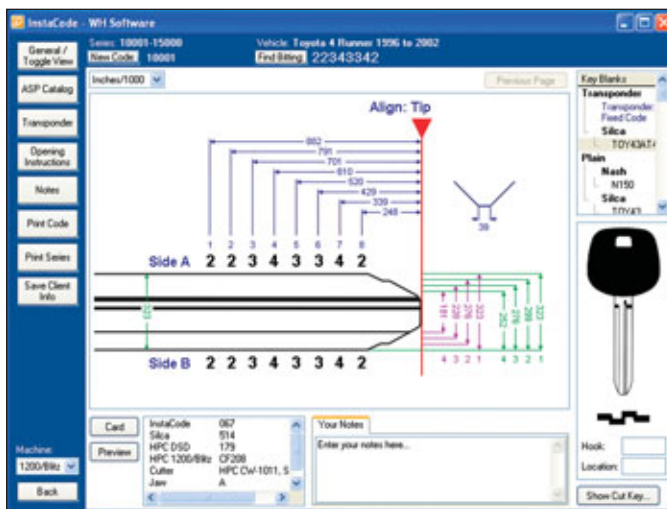 InstaCode - WH Software
General / Toggle View
ASP Catalog
Transponder
Opening Instructions
Notes
Print Code
Print Series
Save Client Info
Machine:
1200/Blitz
Back
Series: 10001-15000
Vehicle: Toyota 4 Runner 1996 to 2002
New Code 10001
Find Bitting 22343342
Inches/1000
Previous Page
Align: Tip
882
791
701
610
520
429
339
248
39
1 2 3 4 5 6 7 8
Side A 2 2 3 4 3 3 4 2
323
Side B 2 2 3 4 3 3 4 2
4 3 2 1 4 3 2 1
Card
Preview
InstaCode 067
Silca 514
HPC DSD 179
HPC 1200/Blitz CF208
Cutter HPC CW-1011, S
Jaw A
Your Notes
Enter your notes here...
Key Blanks
Transponder
Transponder:
Fixed Code
Silca
TOY43AT4
Plain
Nash
N150
Silca
TOY43
Hook:
Location:
Show Cut Key...